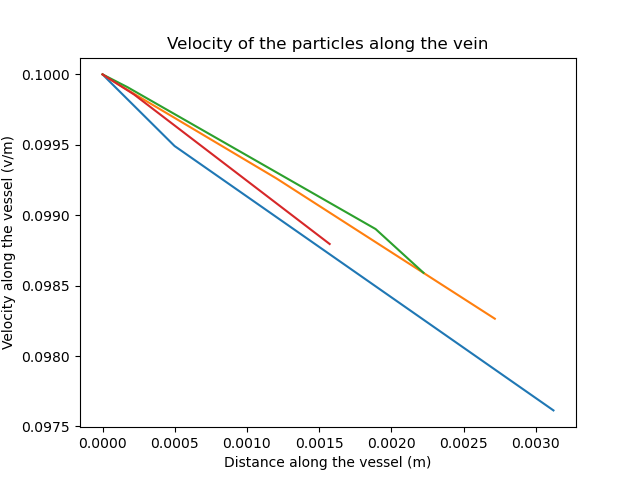 Velocity of the particles along the vein
Velocity along the vessel (v/m)
0.1000
0.0995
0.0990
0.0985
0.0980
0.0975
0.0000 0.0005 0.0010 0.0015 0.0020 0.0025 0.0030
Distance along the vessel (m)